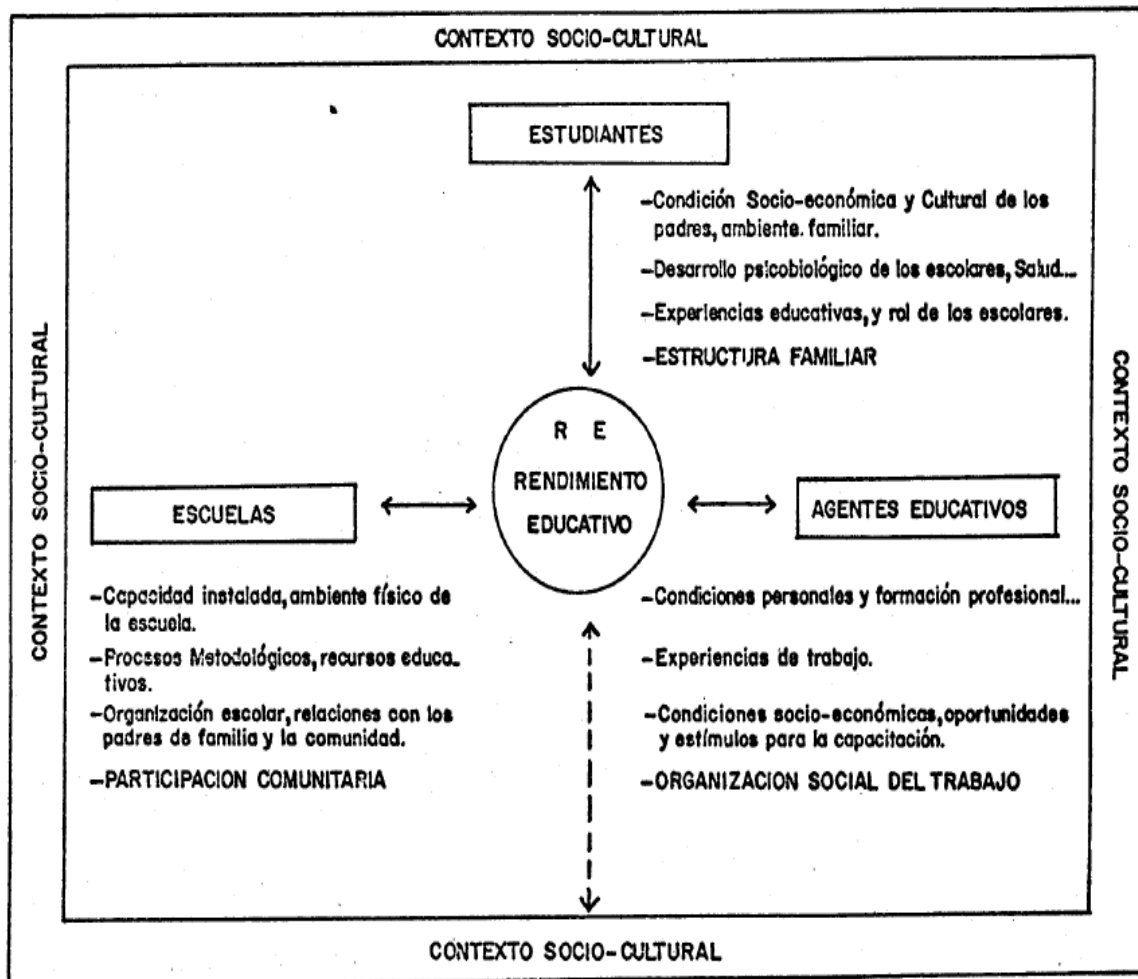 CONTEXTO SOCIO-CULTURAL
ESTUDIANTES
-Condición Socio-económica y Cultural de los
padres, ambiente. familiar.
-Desarrollo psicobiológico de los escolares, Salud...
-Experiencias educativas, y rol de los escolares.
-ESTRUCTURA FAMILIAR
CONTEXTO SOCIO-CULTURAL
CONTEXTO SOCIO-CULTURAL
R E
RENDIMIENTO
EDUCATIVO
ESCUELAS
AGENTES EDUCATIVOS
-Capacidad instalada, ambiente físico de
la escuela.
-Procesos Metodológicos, recursos educa-
tivos.
-Organización escolar, relaciones con los
padres de familia y la comunidad.
-PARTICIPACION COMUNITARIA
-Condiciones personales y formación profesional...
-Experiencias de trabajo.
-Condiciones socio-económicas, oportunidades
y estímulos para la capacitación.
-ORGANIZACION SOCIAL DEL TRABAJO
CONTEXTO SOCIO-CULTURAL